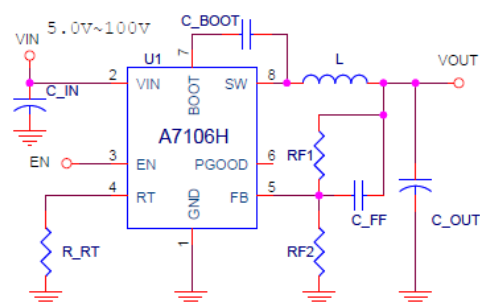 C_BOOT
5.0V~100V
VIN
U1
7
L
VOUT
2
VIN
BOOT
SW
8
C_IN
A7106H
EN
3
EN
PGOOD
6
RF1
4
RT
GND
FB
5
C_FF
C_OUT
R_RT
1
RF2